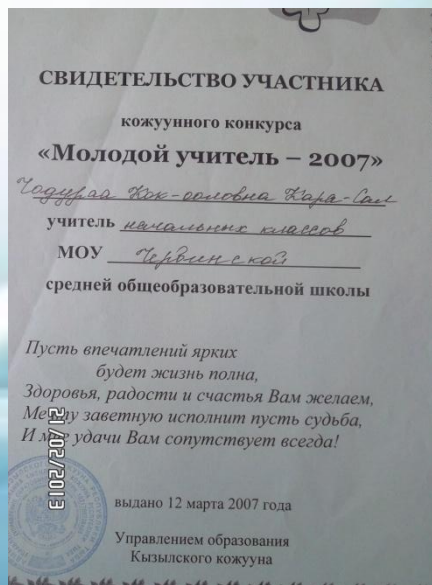 СВИДЕТЕЛЬСТВО УЧАСТНИКА
кожуунного конкурса
«Молодой учитель – 2007»
Чодураа Кок-ооловна Кара-Сал
учитель начальных классов
МОУ Червинской
средней общеобразовательной школы
Пусть впечатлений ярких
будет жизнь полна,
Здоровья, радости и счастья Вам желаем,
Мечту заветную исполнит пусть судьба,
И миг удачи Вам сопутствует всегда!
21/02/2013
выдано 12 марта 2007 года
Управлением образования
Кызылского кожууна